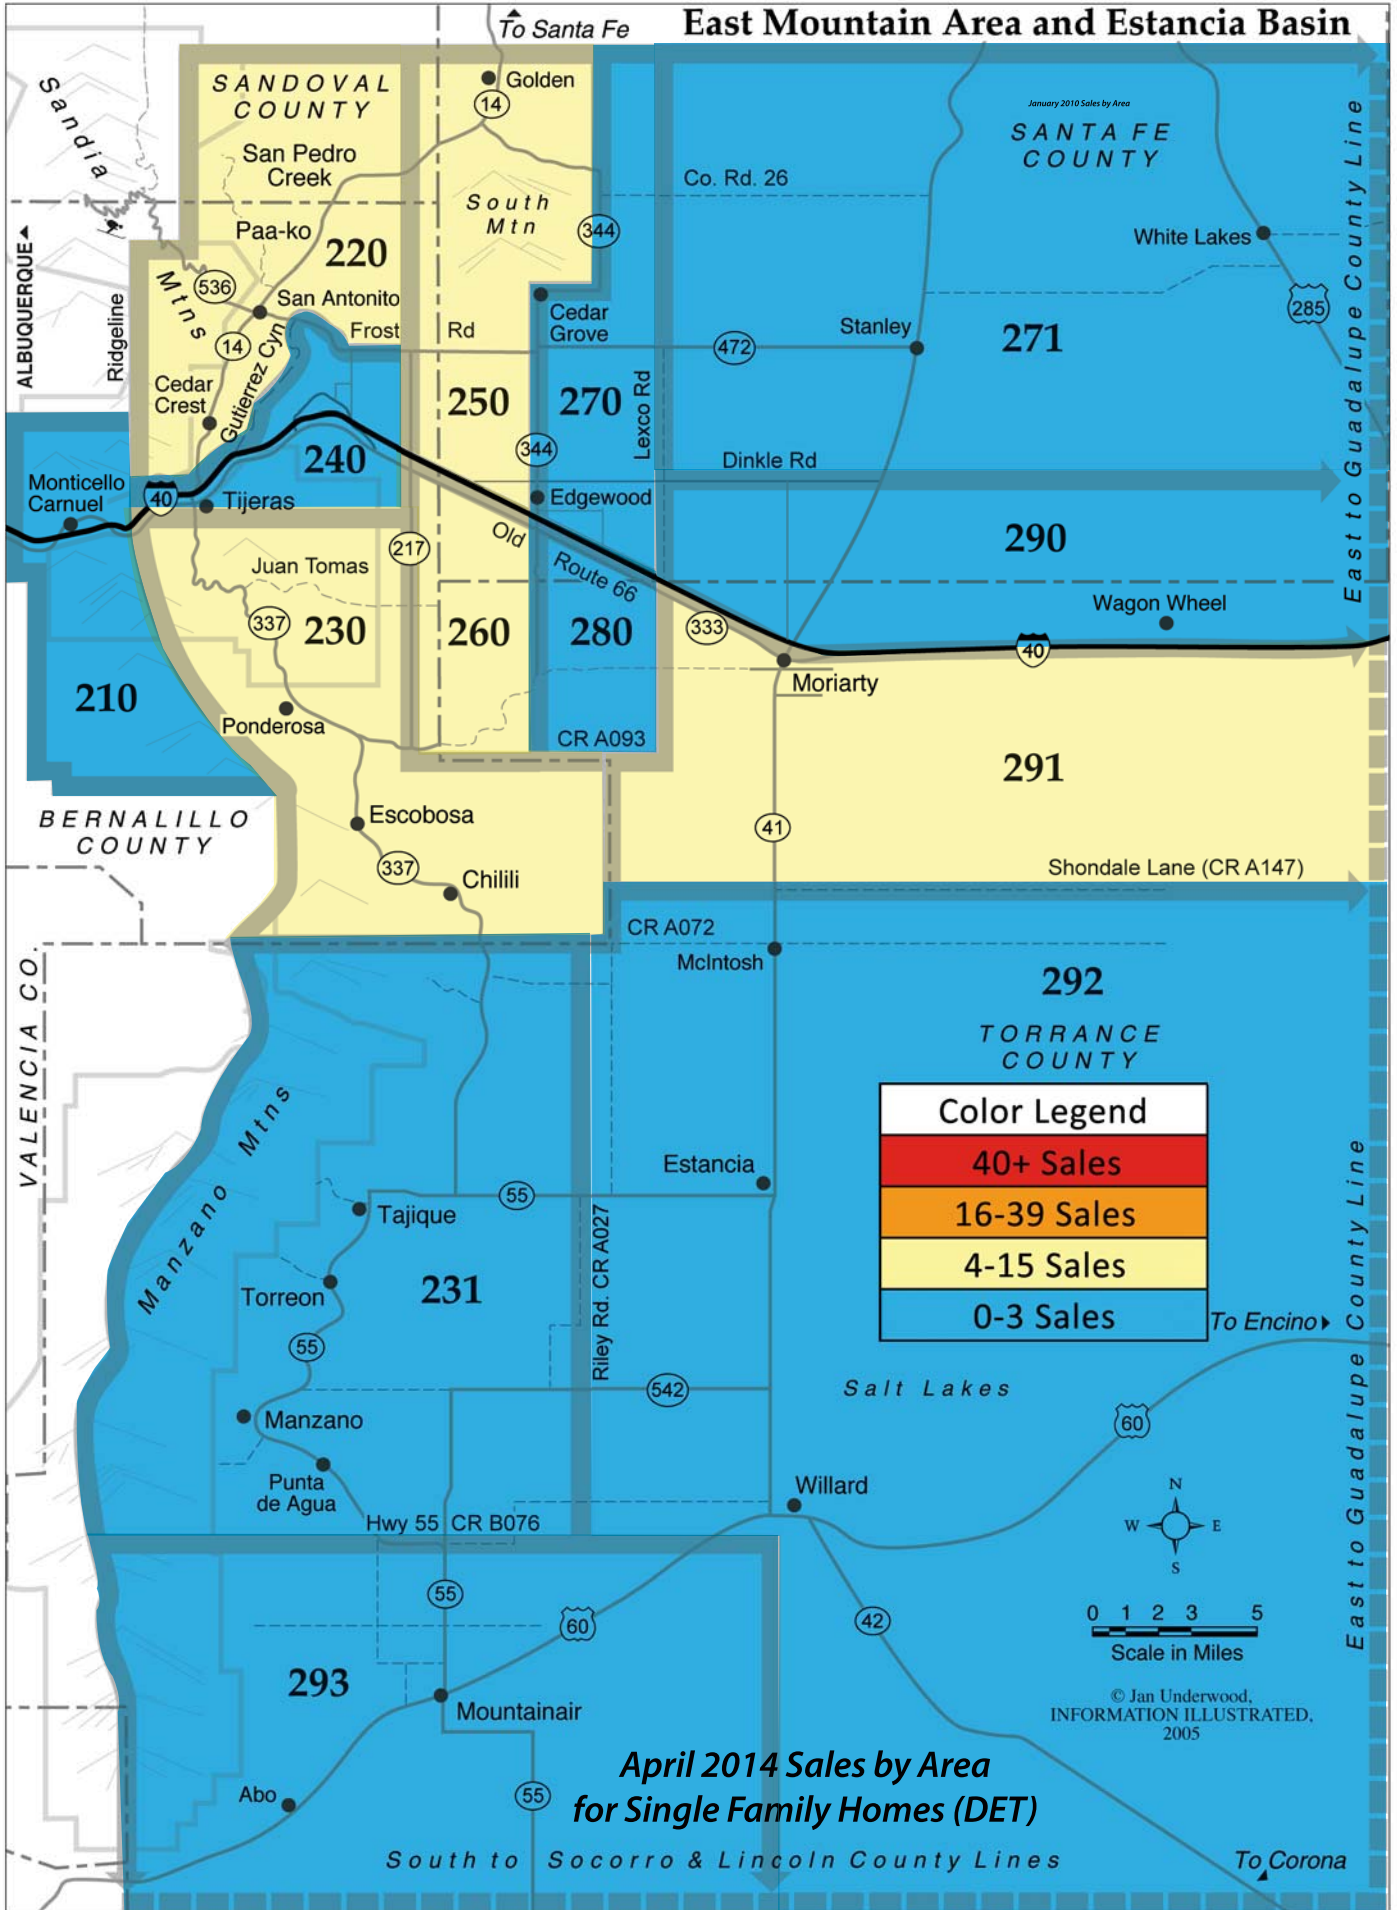 To Santa Fe
East Mountain Area and Estancia Basin
January 2010 Sales by Area
SANDOVAL
COUNTY
Golden
14
SANTA FE
COUNTY
Sandia
Mtns
San Pedro
Creek
Co. Rd. 26
South
Mtn
344
Paa-ko
220
White Lakes
ALBUQUERQUE
Ridgeline
536
San Antonito
285
Cedar
Grove
14
Frost
Rd
472
Stanley
271
East to Guadalupe County Line
Cedar
Crest
Gutierrez Cyn
250
270
Lexco Rd
344
240
Dinkle Rd
Monticello
Carnuel
40
Tijeras
Edgewood
Old
Route 66
217
290
Juan Tomas
337
230
260
280
333
Wagon Wheel
40
210
Ponderosa
Moriarty
CR A093
291
BERNALILLO
COUNTY
Escobosa
41
337
Chilili
Shondale Lane (CR A147)
CR A072
McIntosh
VALENCIA CO.
292
TORRANCE
COUNTY
Color Legend
40+ Sales
16-39 Sales
4-15 Sales
0-3 Sales
Manzano Mtns
Estancia
55
Tajique
Riley Rd. CR A027
231
Torreon
To Encino
East to Guadalupe County Line
55
542
Salt Lakes
60
Manzano
Punta
de Agua
Willard
N
W
E
S
Hwy 55
CR B076
55
60
42
0 1 2 3 5
Scale in Miles
293
© Jan Underwood,
INFORMATION ILLUSTRATED,
2005
Mountainair
April 2014 Sales by Area
for Single Family Homes (DET)
Abo
55
South to Socorro & Lincoln County Lines
To Corona